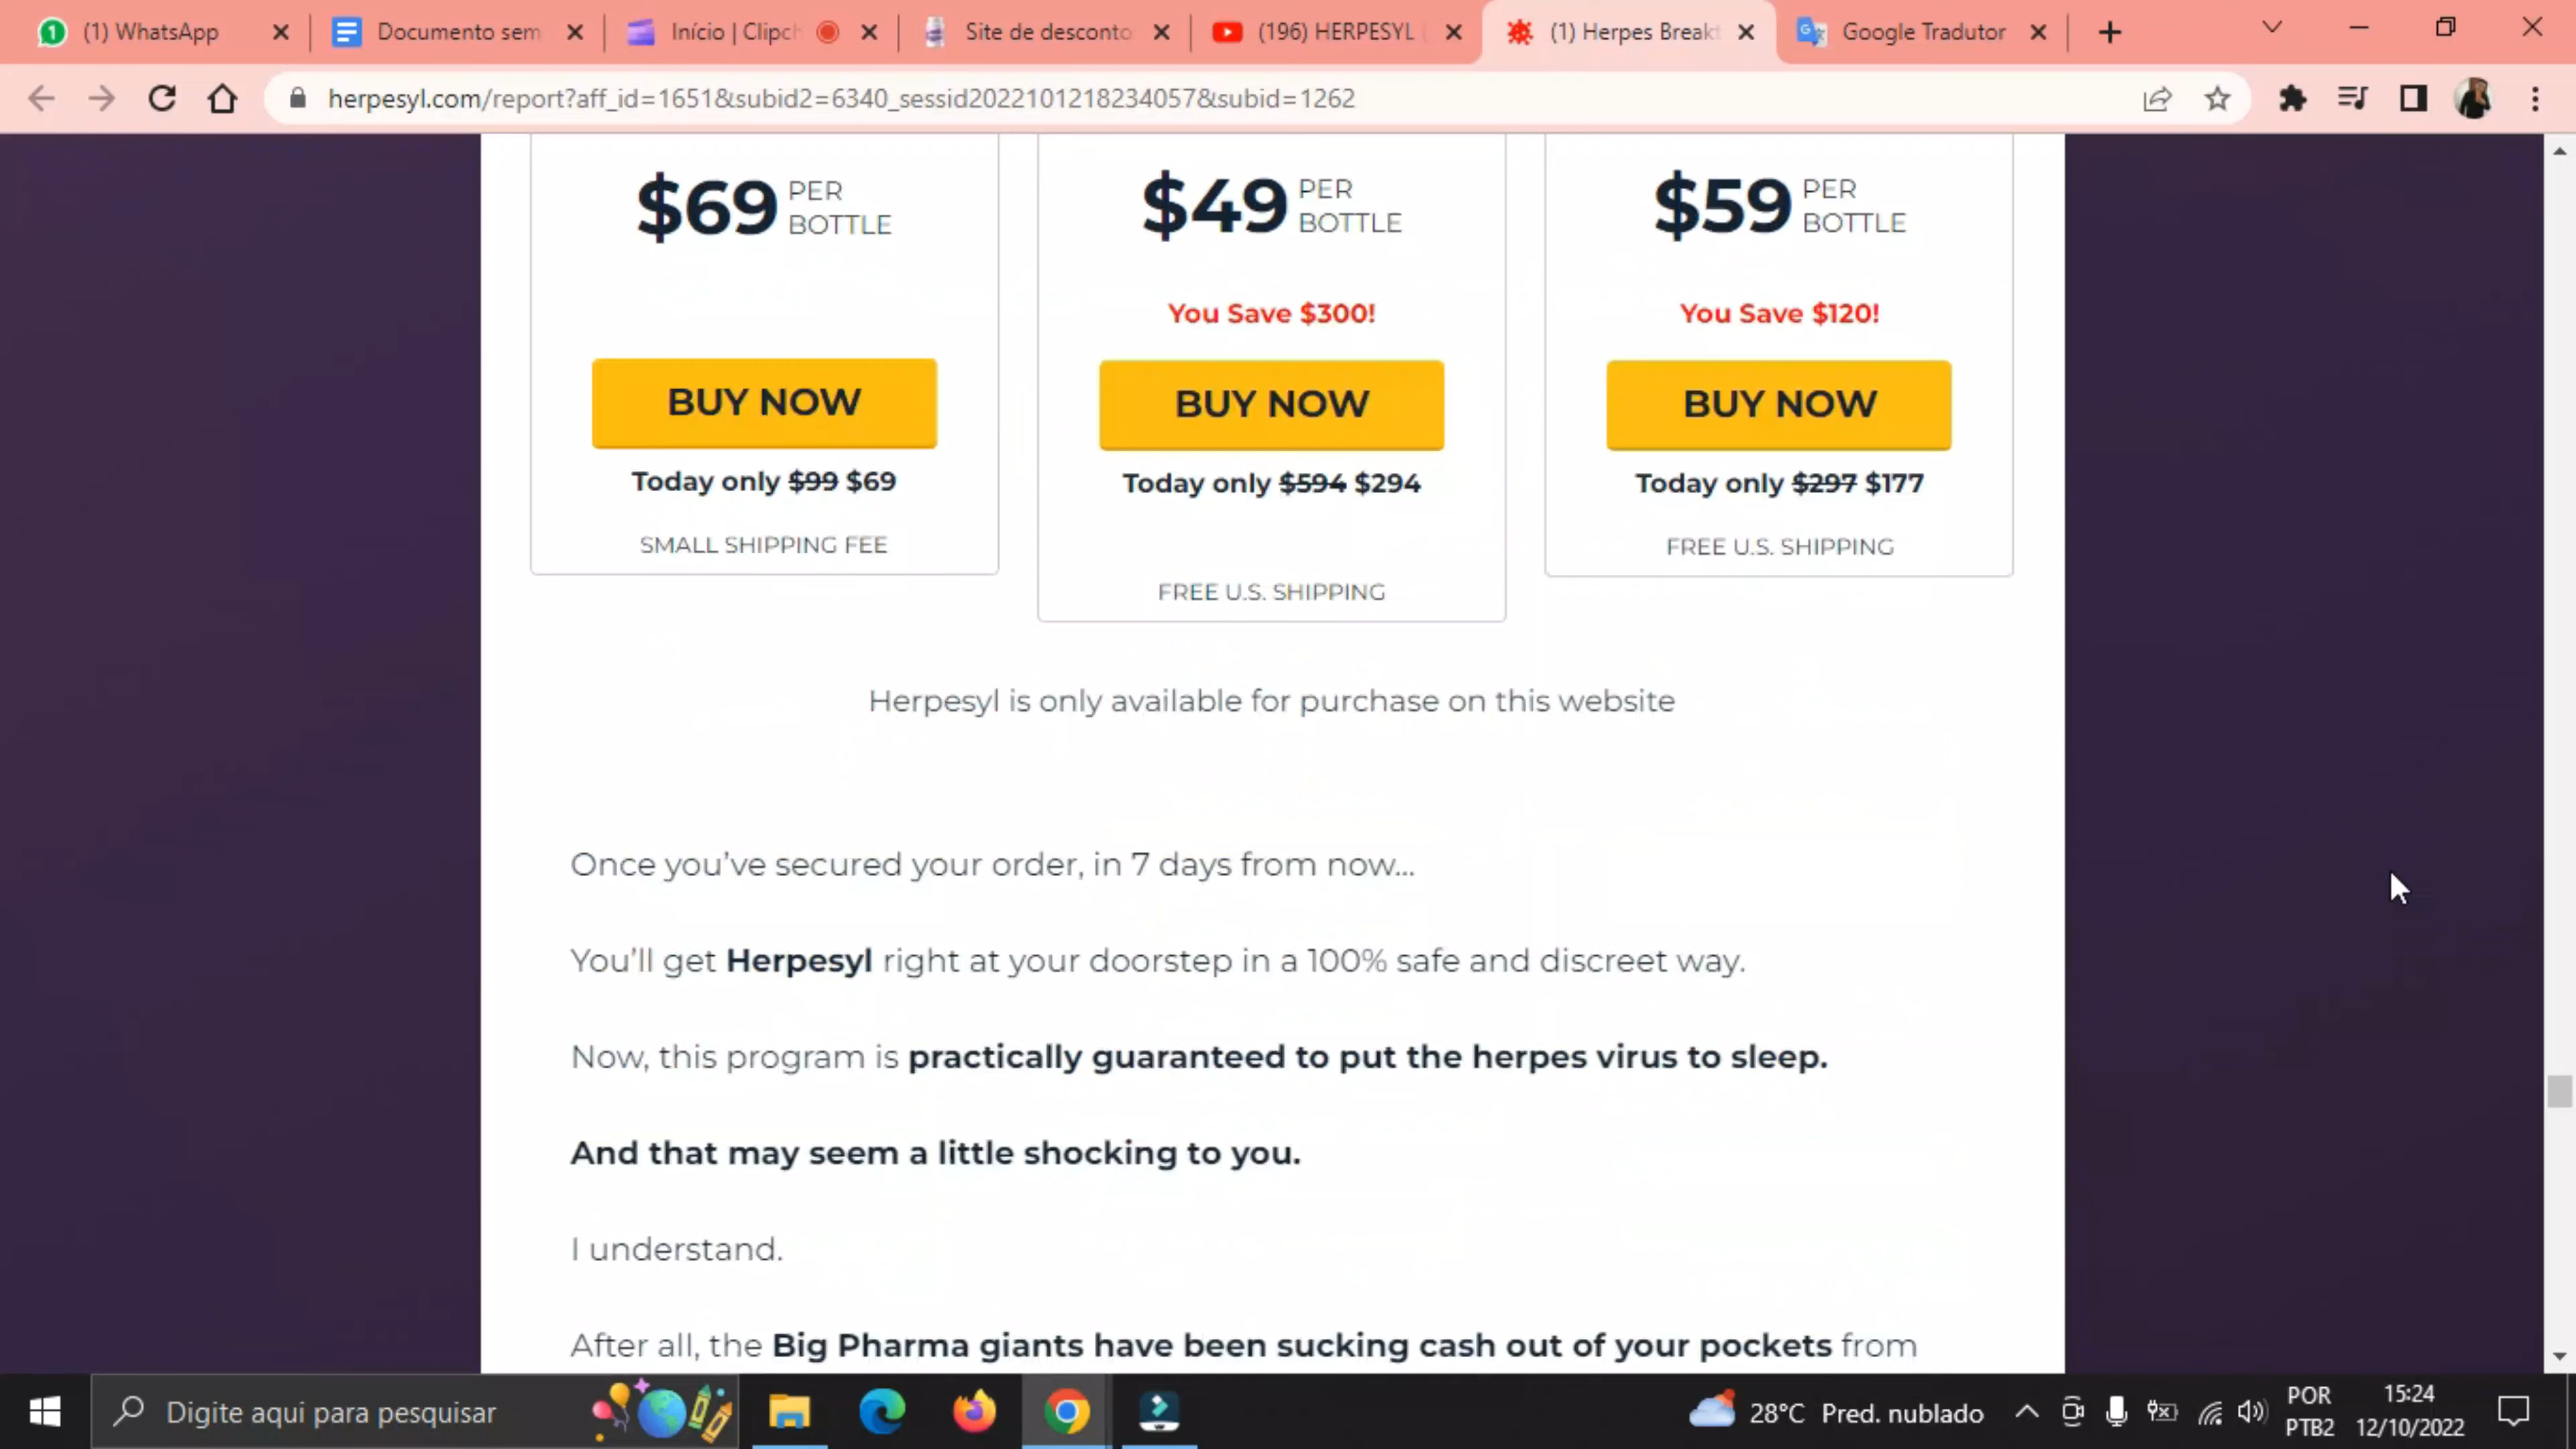 (1) WhatsApp
Documento sem
Início | Clipch
Site de desconto
(196) HERPESYL
(1) Herpes Breakt
Google Tradutor
herpesyl.com/report?aff_id=1651&subid2=6340_sessid2022101218234057&subid=1262
$69 PER BOTTLE
BUY NOW
Today only $99 $69
SMALL SHIPPING FEE
$49 PER BOTTLE
You Save $300!
BUY NOW
Today only $594 $294
FREE U.S. SHIPPING
$59 PER BOTTLE
You Save $120!
BUY NOW
Today only $297 $177
FREE U.S. SHIPPING
Herpesyl is only available for purchase on this website
Once you've secured your order, in 7 days from now...
You'll get Herpesyl right at your doorstep in a 100% safe and discreet way.
Now, this program is practically guaranteed to put the herpes virus to sleep.
And that may seem a little shocking to you.
I understand.
After all, the Big Pharma giants have been sucking cash out of your pockets from
Digite aqui para pesquisar
28°C Pred. nublado
POR
PTB2
15:24
12/10/2022